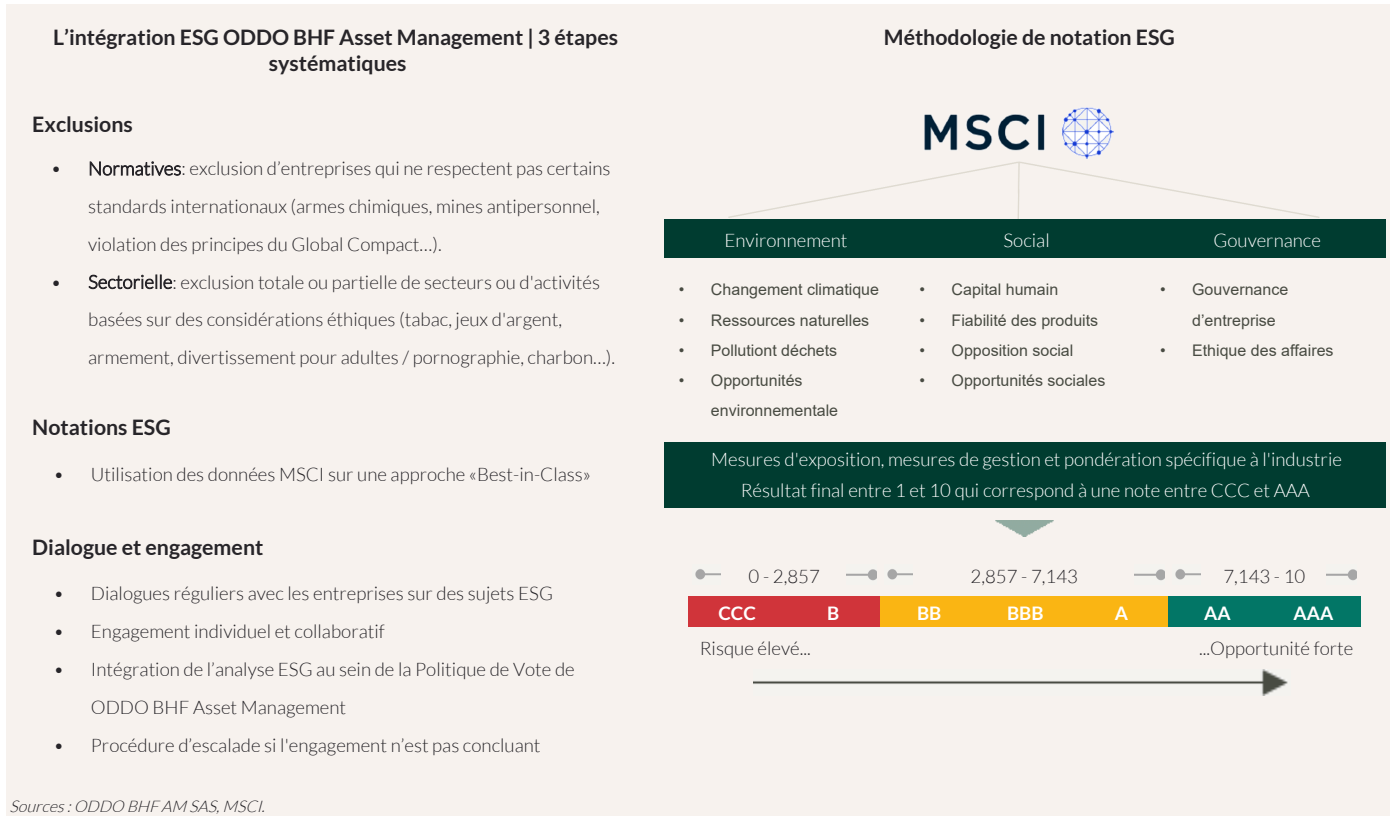 L’intégration ESG ODDO BHF Asset Management | 3 étapes
systématiques
Exclusions
• Normatives: exclusion d’entreprises qui ne respectent pas certains
standards internationaux (armes chimiques, mines antipersonnel,
violation des principes du Global Compact…).
• Sectorielle: exclusion totale ou partielle de secteurs ou d'activités
basées sur des considérations éthiques (tabac, jeux d'argent,
armement, divertissement pour adultes / pornographie, charbon…).
Notations ESG
• Utilisation des données MSCI sur une approche «Best-in-Class»
Dialogue et engagement
• Dialogues réguliers avec les entreprises sur des sujets ESG
• Engagement individuel et collaboratif
• Intégration de l’analyse ESG au sein de la Politique de Vote de
ODDO BHF Asset Management
• Procédure d’escalade si l'engagement n’est pas concluant
Méthodologie de notation ESG
MSCI
Environnement Social Gouvernance
• Changement climatique
• Ressources naturelles
• Pollutiont déchets
• Opportunités
environnementale
• Capital humain
• Fiabilité des produits
• Opposition social
• Opportunités sociales
• Gouvernance
d’entreprise
• Ethique des affaires
Mesures d'exposition, mesures de gestion et pondération spécifique à l'industrie
Résultat final entre 1 et 10 qui correspond à une note entre CCC et AAA
0 - 2,857 2,857 - 7,143 7,143 - 10
CCC B BB BBB A AA AAA
Risque élevé... ...Opportunité forte
Sources : ODDO BHF AM SAS, MSCI.